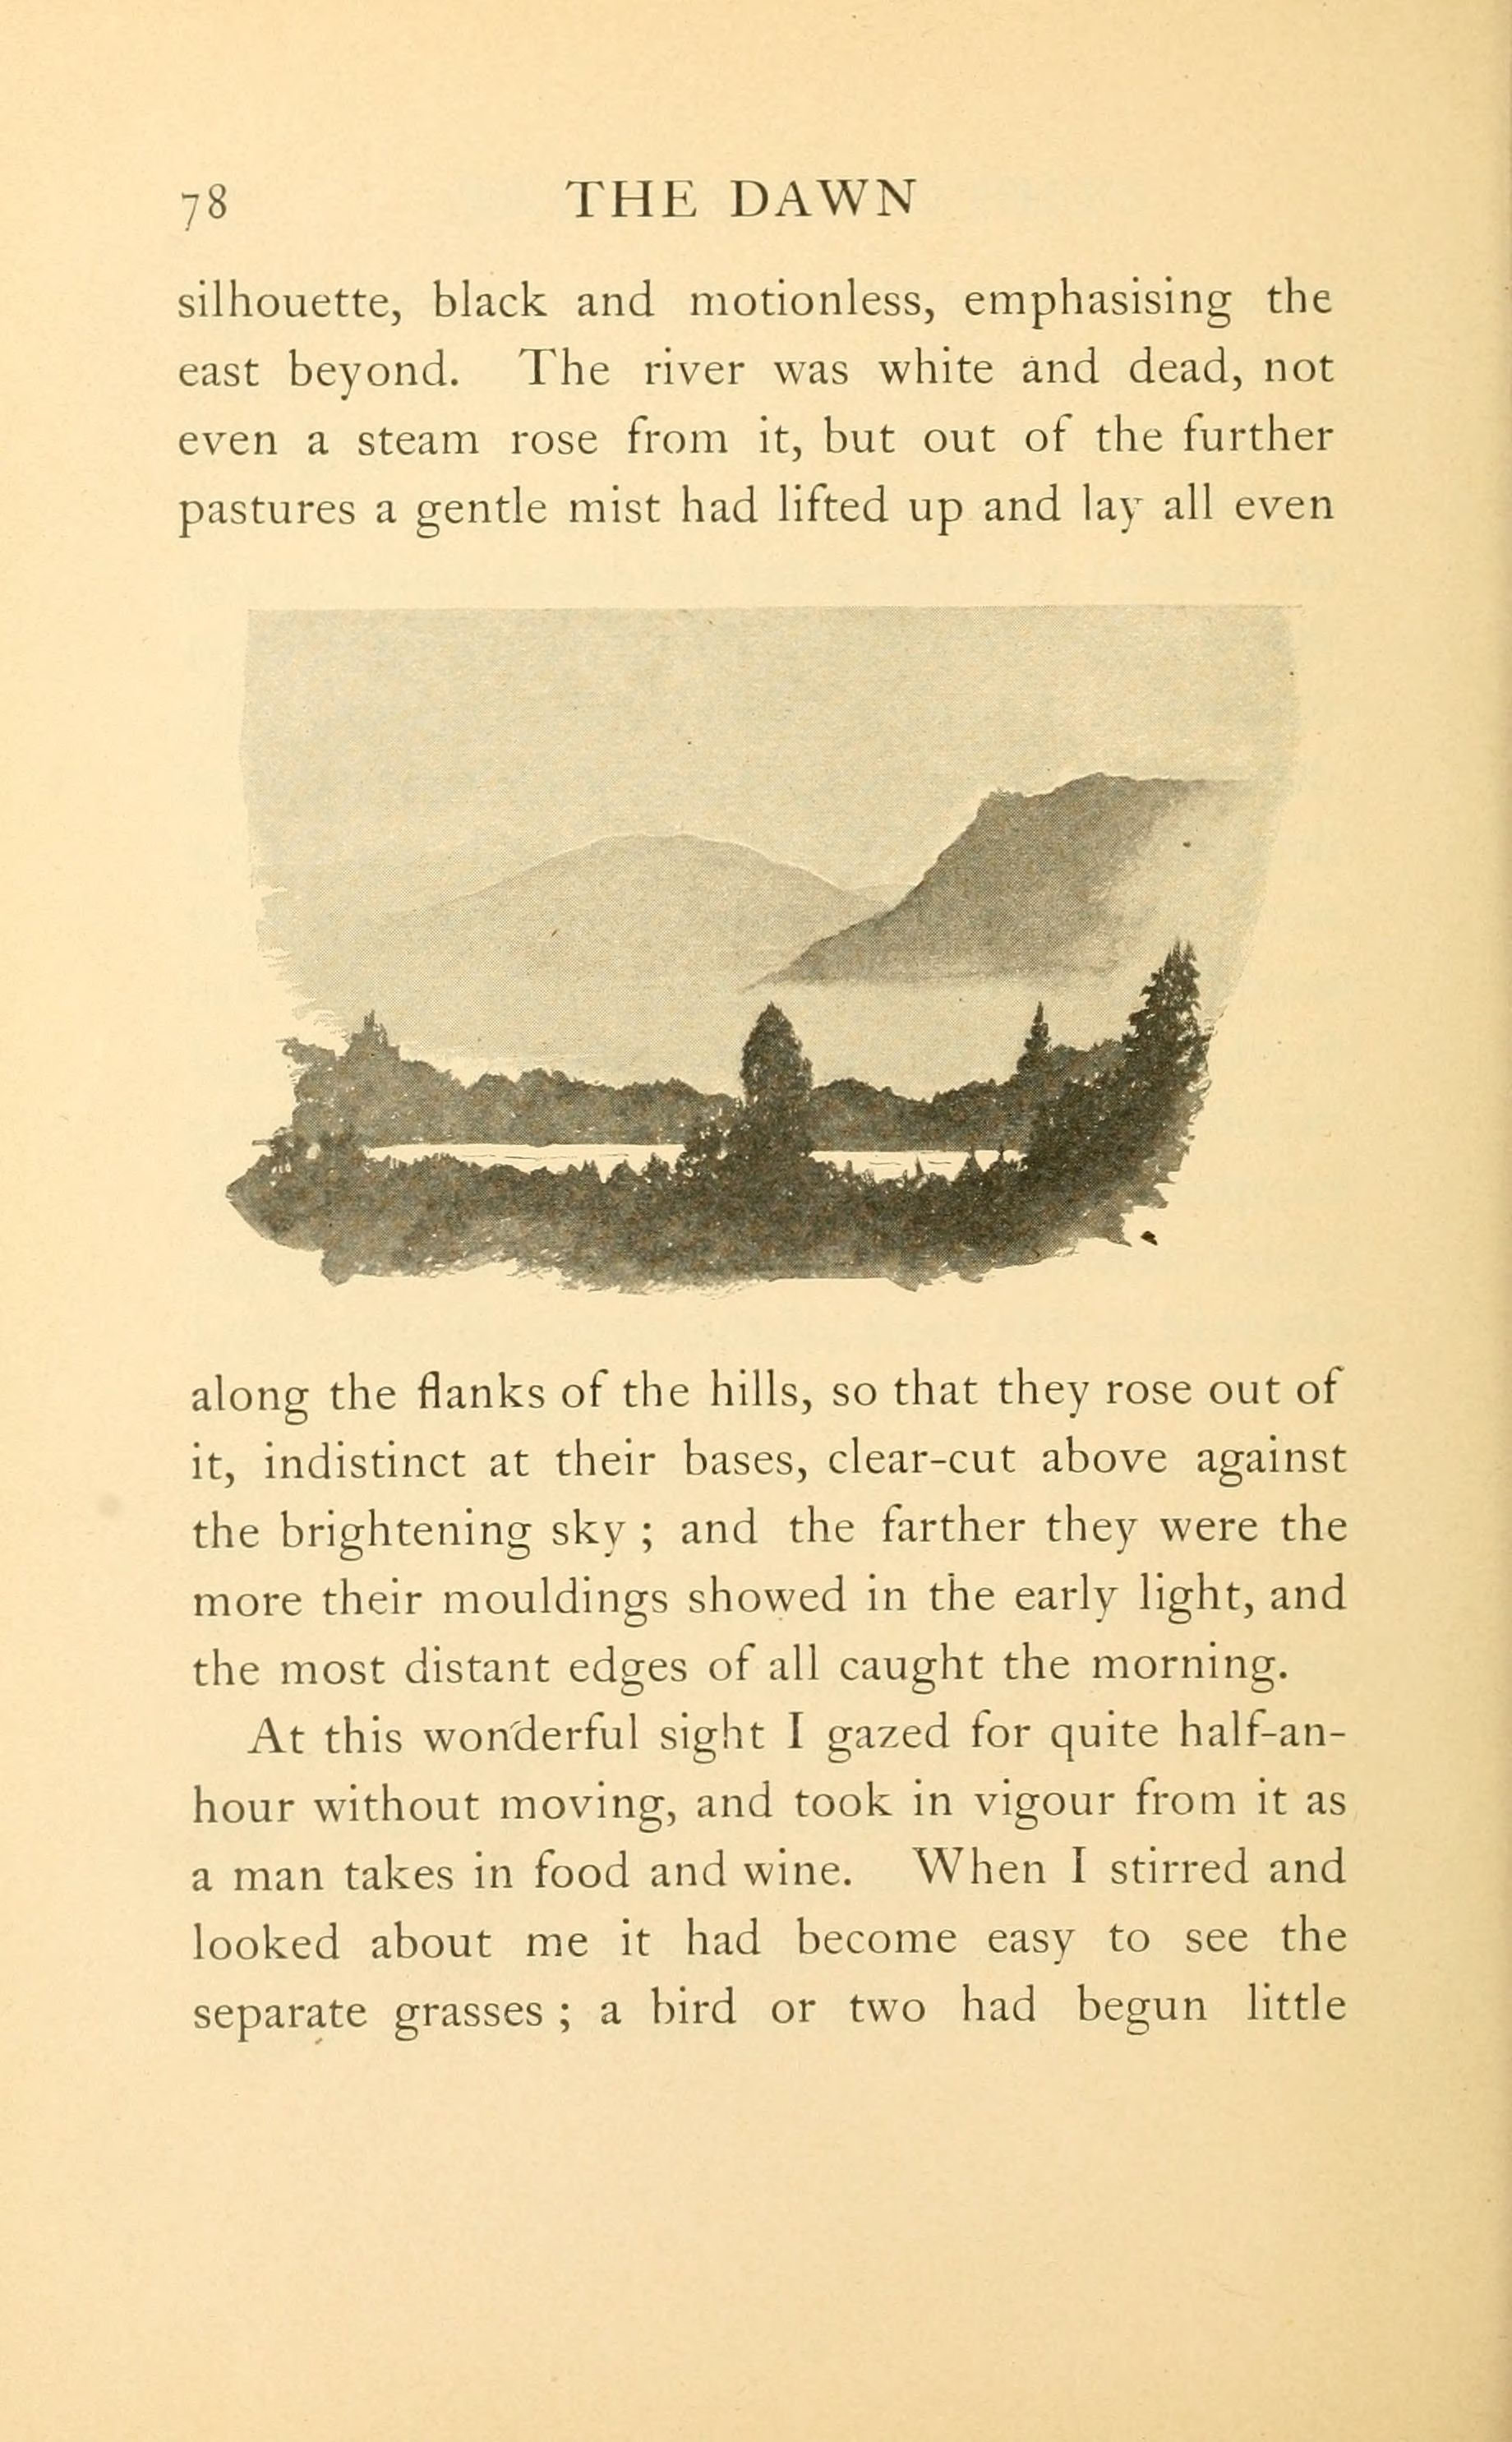 78 THE DAWN
silhouette, black and motionless, emphasising the
east beyond. The river was white and dead, not
even a steam rose from it, but out of the further
pastures a gentle mist had lifted up and lay all even
along the flanks of the hills, so that they rose out of
it, indistinct at their bases, clear-cut above against
the brightening sky ; and the farther they were the
more their mouldings showed in the early light, and
the most distant edges of all caught the morning.
At this wonderful sight I gazed for quite half-an-
hour without moving, and took in vigour from it as
a man takes in food and wine. When I stirred and
looked about me it had become easy to see the
separate grasses ; a bird or two had begun little